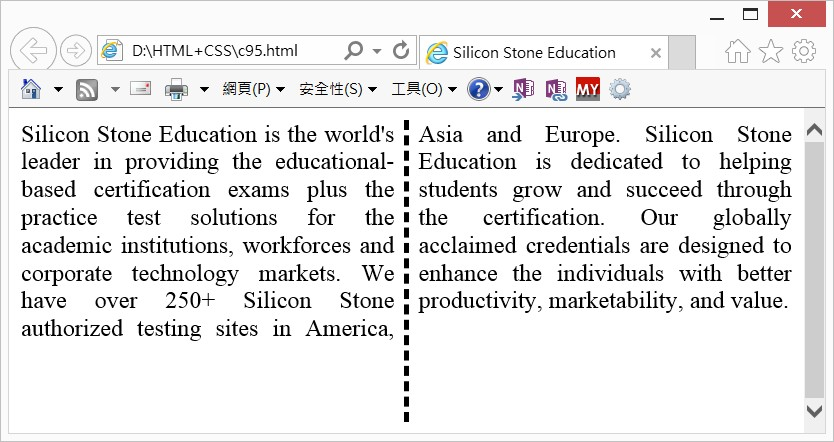 D:\HTML+CSS\c95.html
Silicon Stone Education
網頁(P)
安全性(S)
工具(O)
MY
Silicon Stone Education is the world's
leader in providing the educational-
based certification exams plus the
practice test solutions for the
academic institutions, workforces and
corporate technology markets. We
have over 250+ Silicon Stone
authorized testing sites in America,
Asia and Europe. Silicon Stone
Education is dedicated to helping
students grow and succeed through
the certification. Our globally
acclaimed credentials are designed to
enhance the individuals with better
productivity, marketability, and value.